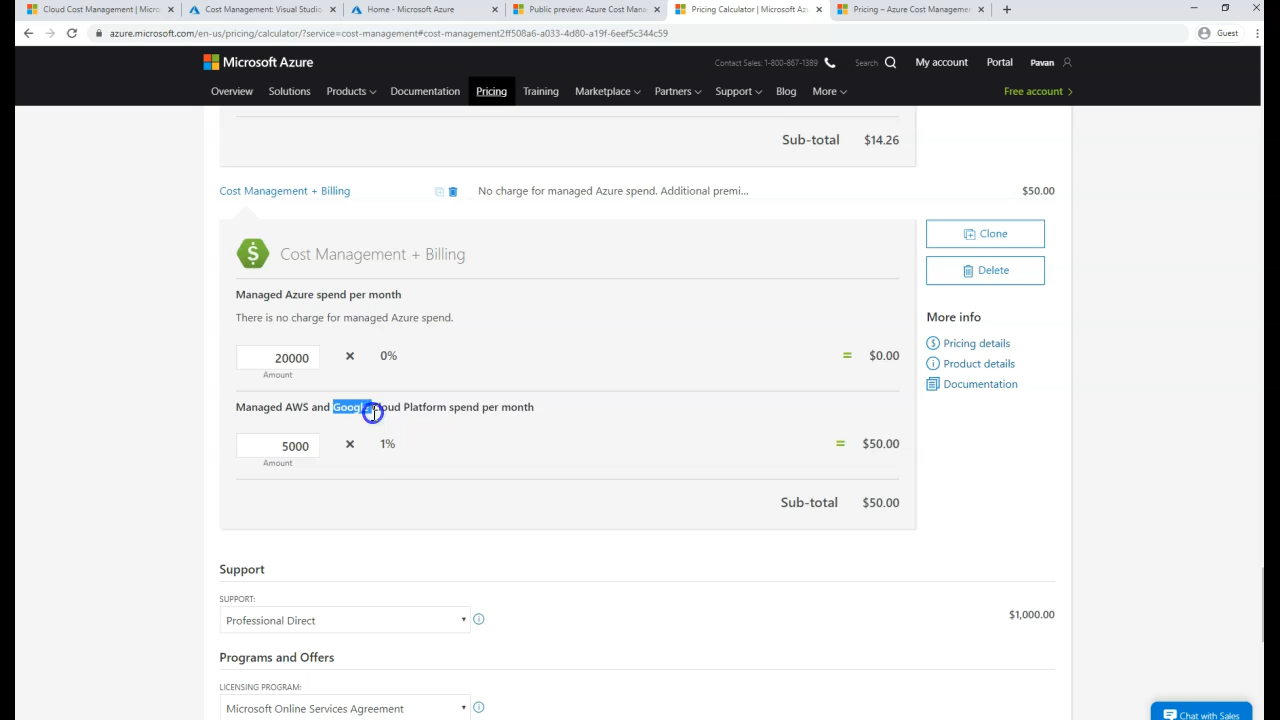 Cloud Cost Management | Micro
Cost Management: Visual Studio
Home - Microsoft Azure
Public preview: Azure Cost Mana
Pricing Calculator | Microsoft Az
Pricing ~ Azure Cost Managemen
azure.microsoft.com/en-us/pricing/calculator/?service=cost-management#cost-management2ff508a6-a033-4d80-a19f-6eef5c344c59
Guest
Microsoft Azure
Contact Sales: 1-800-867-1389
Search
My account
Portal
Pavan
Overview
Solutions
Products
Documentation
Pricing
Training
Marketplace
Partners
Support
Blog
More
Free account
Sub-total $14.26
Cost Management + Billing
No charge for managed Azure spend. Additional premi...
$50.00
Clone
Delete
$ Cost Management + Billing
Managed Azure spend per month
There is no charge for managed Azure spend.
20000 × 0% = $0.00
Amount
Managed AWS and Google Cloud Platform spend per month
5000 × 1% = $50.00
Amount
Sub-total $50.00
More info
Pricing details
Product details
Documentation
Support
SUPPORT:
Professional Direct
$1,000.00
Programs and Offers
LICENSING PROGRAM:
Microsoft Online Services Agreement
Chat with Sales